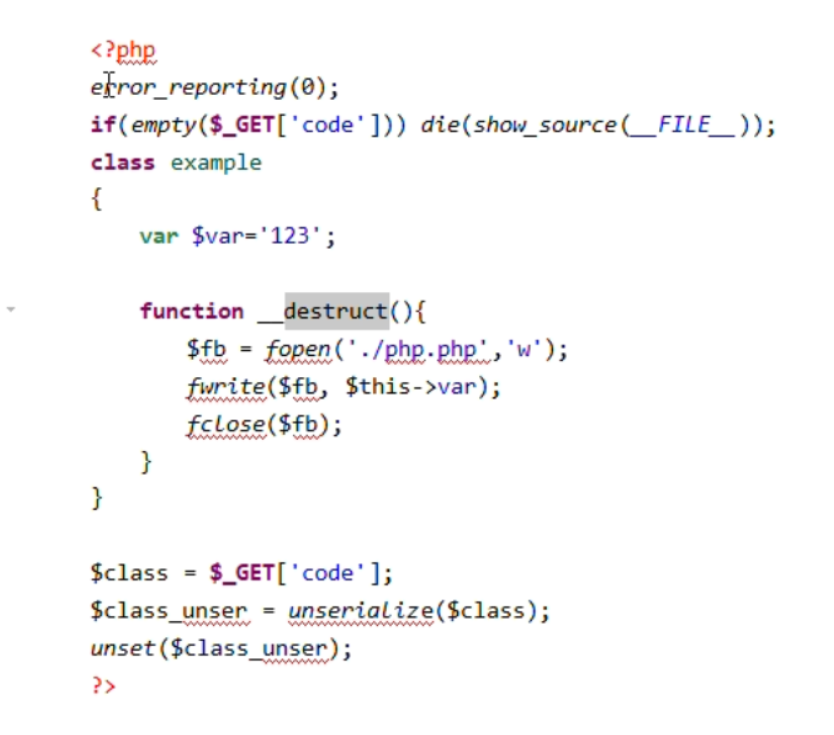 <?php
error_reporting(0);
if(empty($_GET['code'])) die(show_source(__FILE__));
class example
{
var $var='123';
function __destruct(){
$fb = fopen('./php.php','w');
fwrite($fb, $this->var);
fclose($fb);
}
}
$class = $_GET['code'];
$class_unser = unserialize($class);
unset($class_unser);
?>